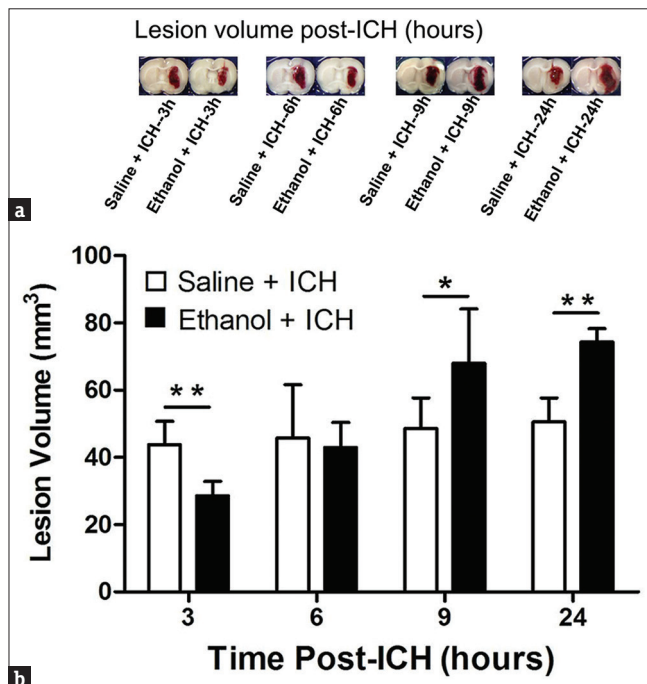 Lesion volume post-ICH (hours)
Saline + ICH--3h
Ethanol + ICH-3h
Saline + ICH--6h
Ethanol + ICH-6h
Saline + ICH--9h
Ethanol + ICH-9h
Saline + ICH--24h
Ethanol + ICH-24h
a
100
80
60
40
20
0
Lesion Volume (mm³)
Saline + ICH
Ethanol + ICH
**
*
**
3 6 9 24
Time Post-ICH (hours)
b